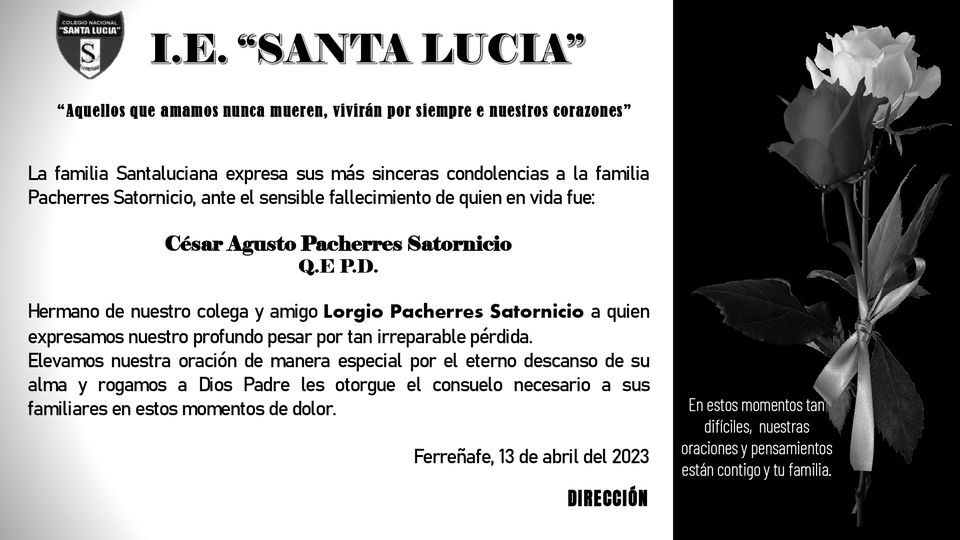 COLEGIO NACIONAL
"SANTA LUCIA"
S
I.E. “SANTA LUCIA”
“Aquellos que amamos nunca mueren, vivirán por siempre e nuestros corazones”
La familia Santaluciana expresa sus más sinceras condolencias a la familia
Pacherres Satornicio, ante el sensible fallecimiento de quien en vida fue:
César Agusto Pacherres Satornicio
Q.E P.D.
Hermano de nuestro colega y amigo Lorgio Pacherres Satornicio a quien
expresamos nuestro profundo pesar por tan irreparable pérdida.
Elevamos nuestra oración de manera especial por el eterno descanso de su
alma y rogamos a Dios Padre les otorgue el consuelo necesario a sus
familiares en estos momentos de dolor.
Ferreñafe, 13 de abril del 2023
DIRECCIÓN
En estos momentos tan
difíciles, nuestras
oraciones y pensamientos
están contigo y tu familia.